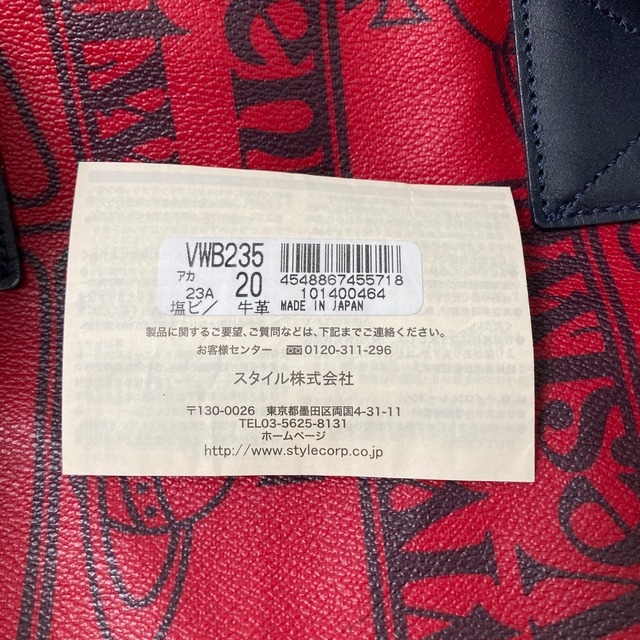 VWB235
アカ
23A 20 4548867455718
101400464
塩ビ/ 牛革 MADE IN JAPAN
製品に関するご要望、ご質問などは、下記までご連絡ください。
お客様センター 0120-311-296
スタイル株式会社
〒130-0026 東京都墨田区両国4-31-11
TEL03-5625-8131
ホームページ
http://www.stylecorp.co.jp